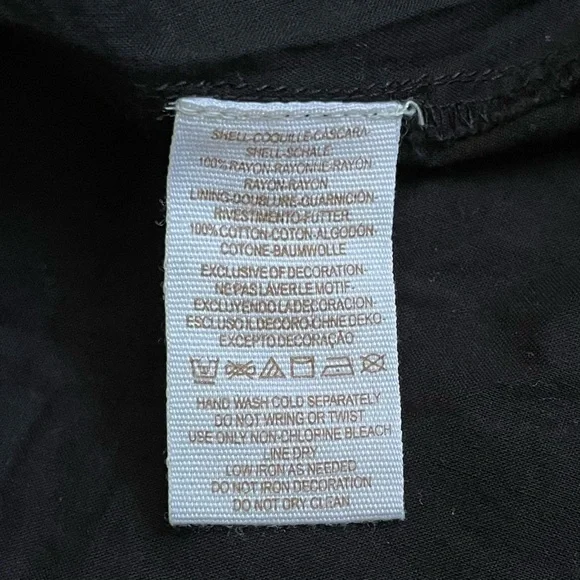 SHELL-COQUILLE-CASCARA
SHELL-SCHALE
100% RAYON-RAYONNE-RAYON
RAYON-RAYON
LINING-DOUBLURE-GUARNICIÓN-
RIVESTIMENTO-FUTTER
100% COTTON-COTON-ALGODÓN-
COTONE-BAUMWOLLE
EXCLUSIVE OF DECORATION-
NE PAS LAVER LE MOTIF-
EXCLUYENDO LA DECORACION-
ESCLUSO IL DECORO-OHNE DEKO-
EXCEPTO DECORAÇÃO
HAND WASH COLD SEPARATELY
DO NOT WRING OR TWIST
USE ONLY NON-CHLORINE BLEACH
LINE DRY
LOW IRON AS NEEDED
DO NOT IRON DECORATION
DO NOT DRY CLEAN